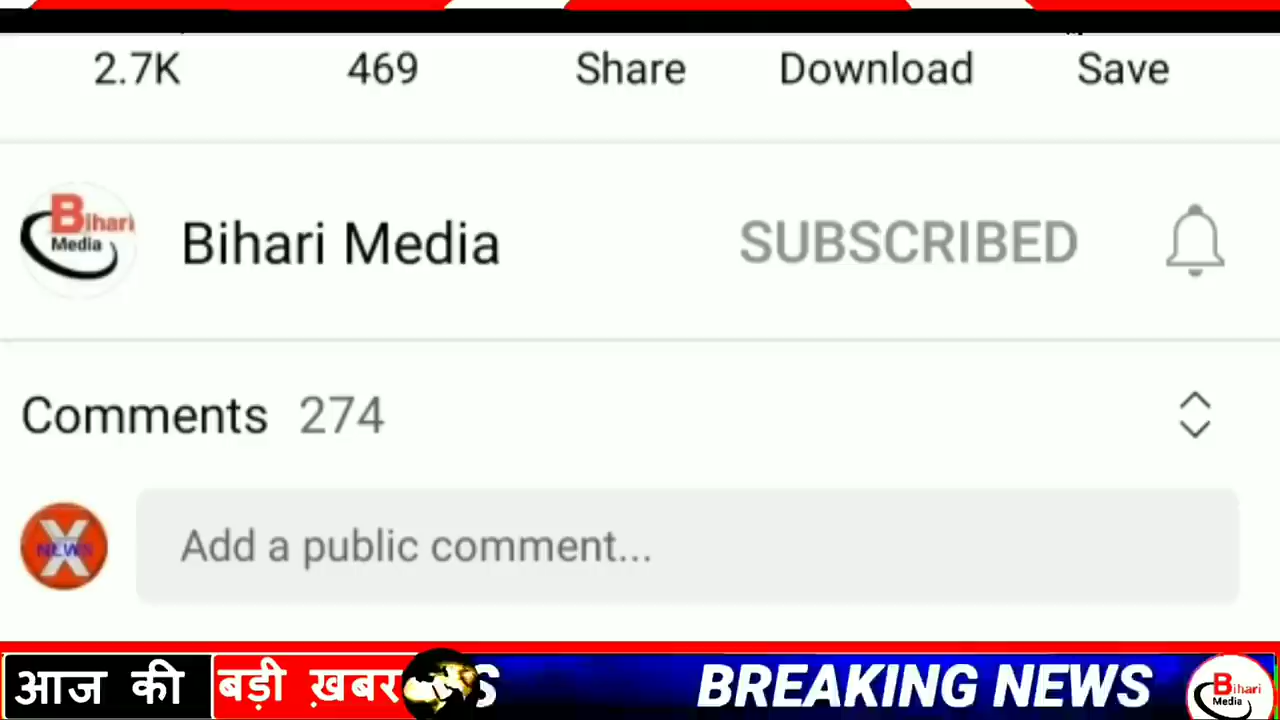 2.7K 469 Share Download Save
Bihari Media
Bihari Media SUBSCRIBED
Comments 274
NEWS
X
Add a public comment...
आज की बड़ी ख़बर S BREAKING NEWS
Bihari Media